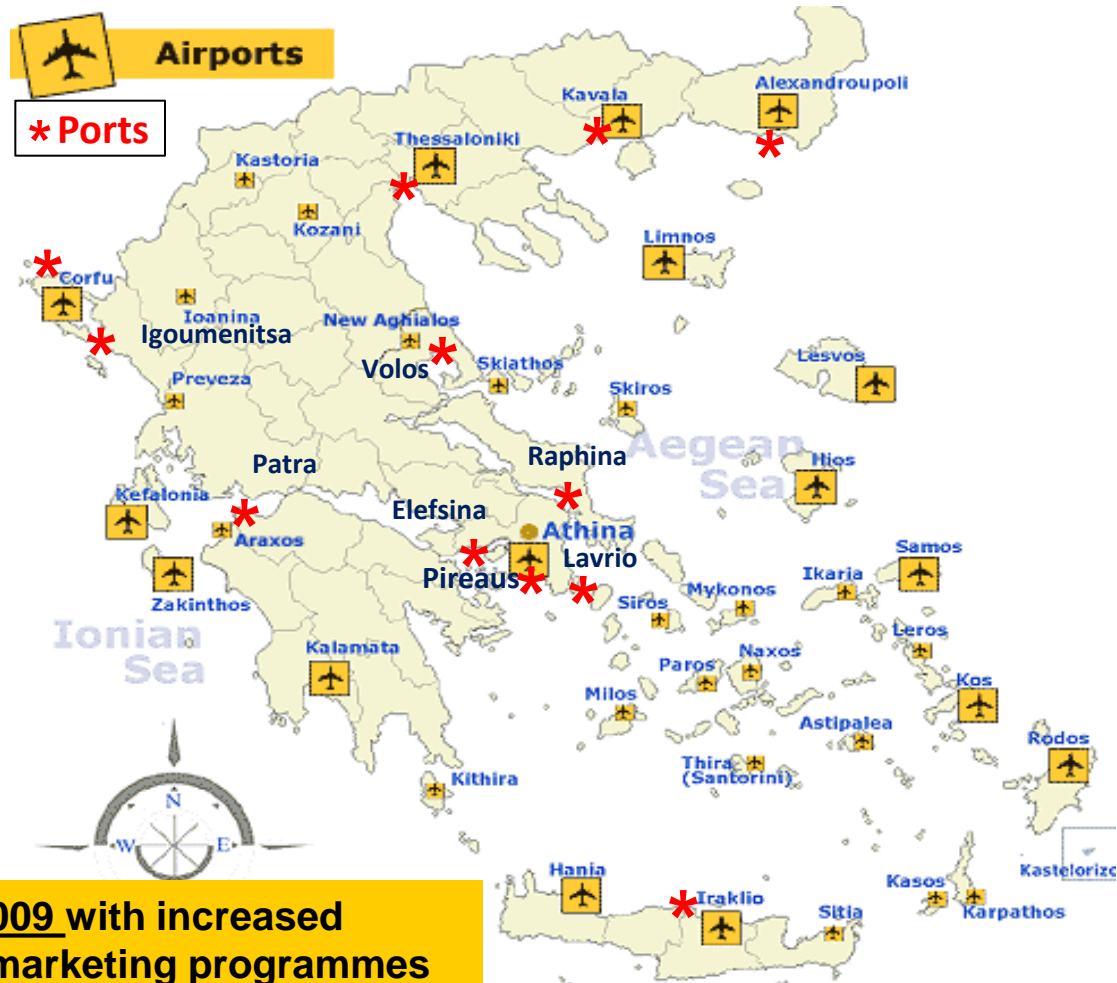 Airports
* Ports
Alexandroupoli
Kavala
Thessaloniki
Kastoria
Kozani
Limnos
Corfu
Ioanina
Igoumenitsa
New Aghialos
Volos
Skiathos
Lesvos
Preveza
Skiros
Aegean
Sea
Patra
Raphina
Hios
Kefalonia
Elefsina
Araxos
Athina
Pireaus
Lavrio
Samos
Ikaria
Zakinthos
Mykonos
Siros
Ionian
Sea
Leros
Kalamata
Paros
Naxos
Kos
Milos
Astipalea
Rodos
Thira
(Santorini)
Kithira
N
W
E
Kastelorizo
Hania
Iraklio
Sitia
Kasos
Karpathos
009 with increased
marketing programmes